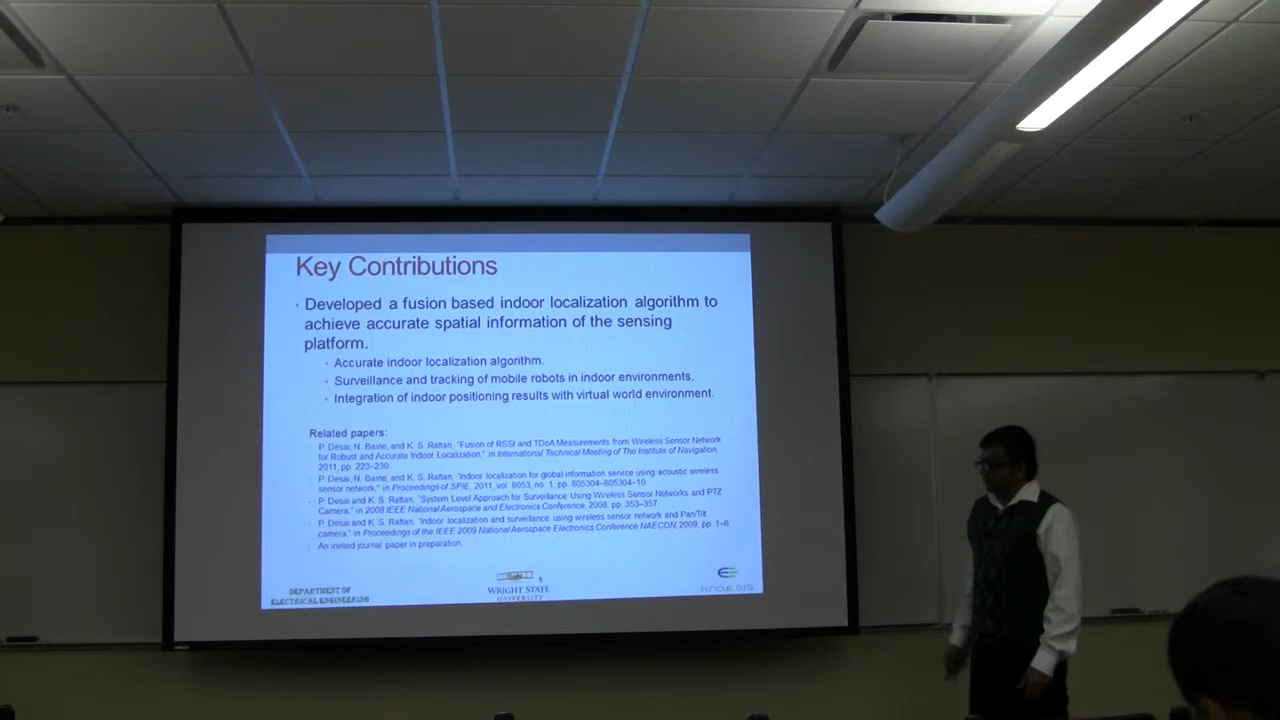 Key Contributions
• Developed a fusion based indoor localization algorithm to
achieve accurate spatial information of the sensing
platform.
• Accurate indoor localization algorithm.
• Surveillance and tracking of mobile robots in indoor environments.
• Integration of indoor positioning results with virtual world environment.
Related papers:
P. Desai, N. Baine, and K. S. Rattan, "Fusion of RSSI and TDoA Measurements from Wireless Sensor Network
for Robust and Accurate Indoor Localization," in International Technical Meeting of The Institute of Navigation,
2011, pp. 223–230.
P. Desai, N. Baine, and K. S. Rattan, "Indoor localization for global information service using acoustic wireless
sensor network," in Proceedings of SPIE, 2011, vol. 8053, no. 1, pp. 805304–805304–10.
P. Desai and K. S. Rattan, "System Level Approach for Surveillance Using Wireless Sensor Networks and PTZ
Camera," in 2008 IEEE National Aerospace and Electronics Conference, 2008, pp. 353–357.
P. Desai and K. S. Rattan, "Indoor localization and surveillance using wireless sensor network and Pan/Tilt
camera," in Proceedings of the IEEE 2009 National Aerospace Electronics Conference NAECON, 2009, pp. 1–6.
An invited journal paper in preparation.
DEPARTMENT OF
ELECTRICAL ENGINEERING
WRIGHT STATE
UNIVERSITY
KNO.E.SIS